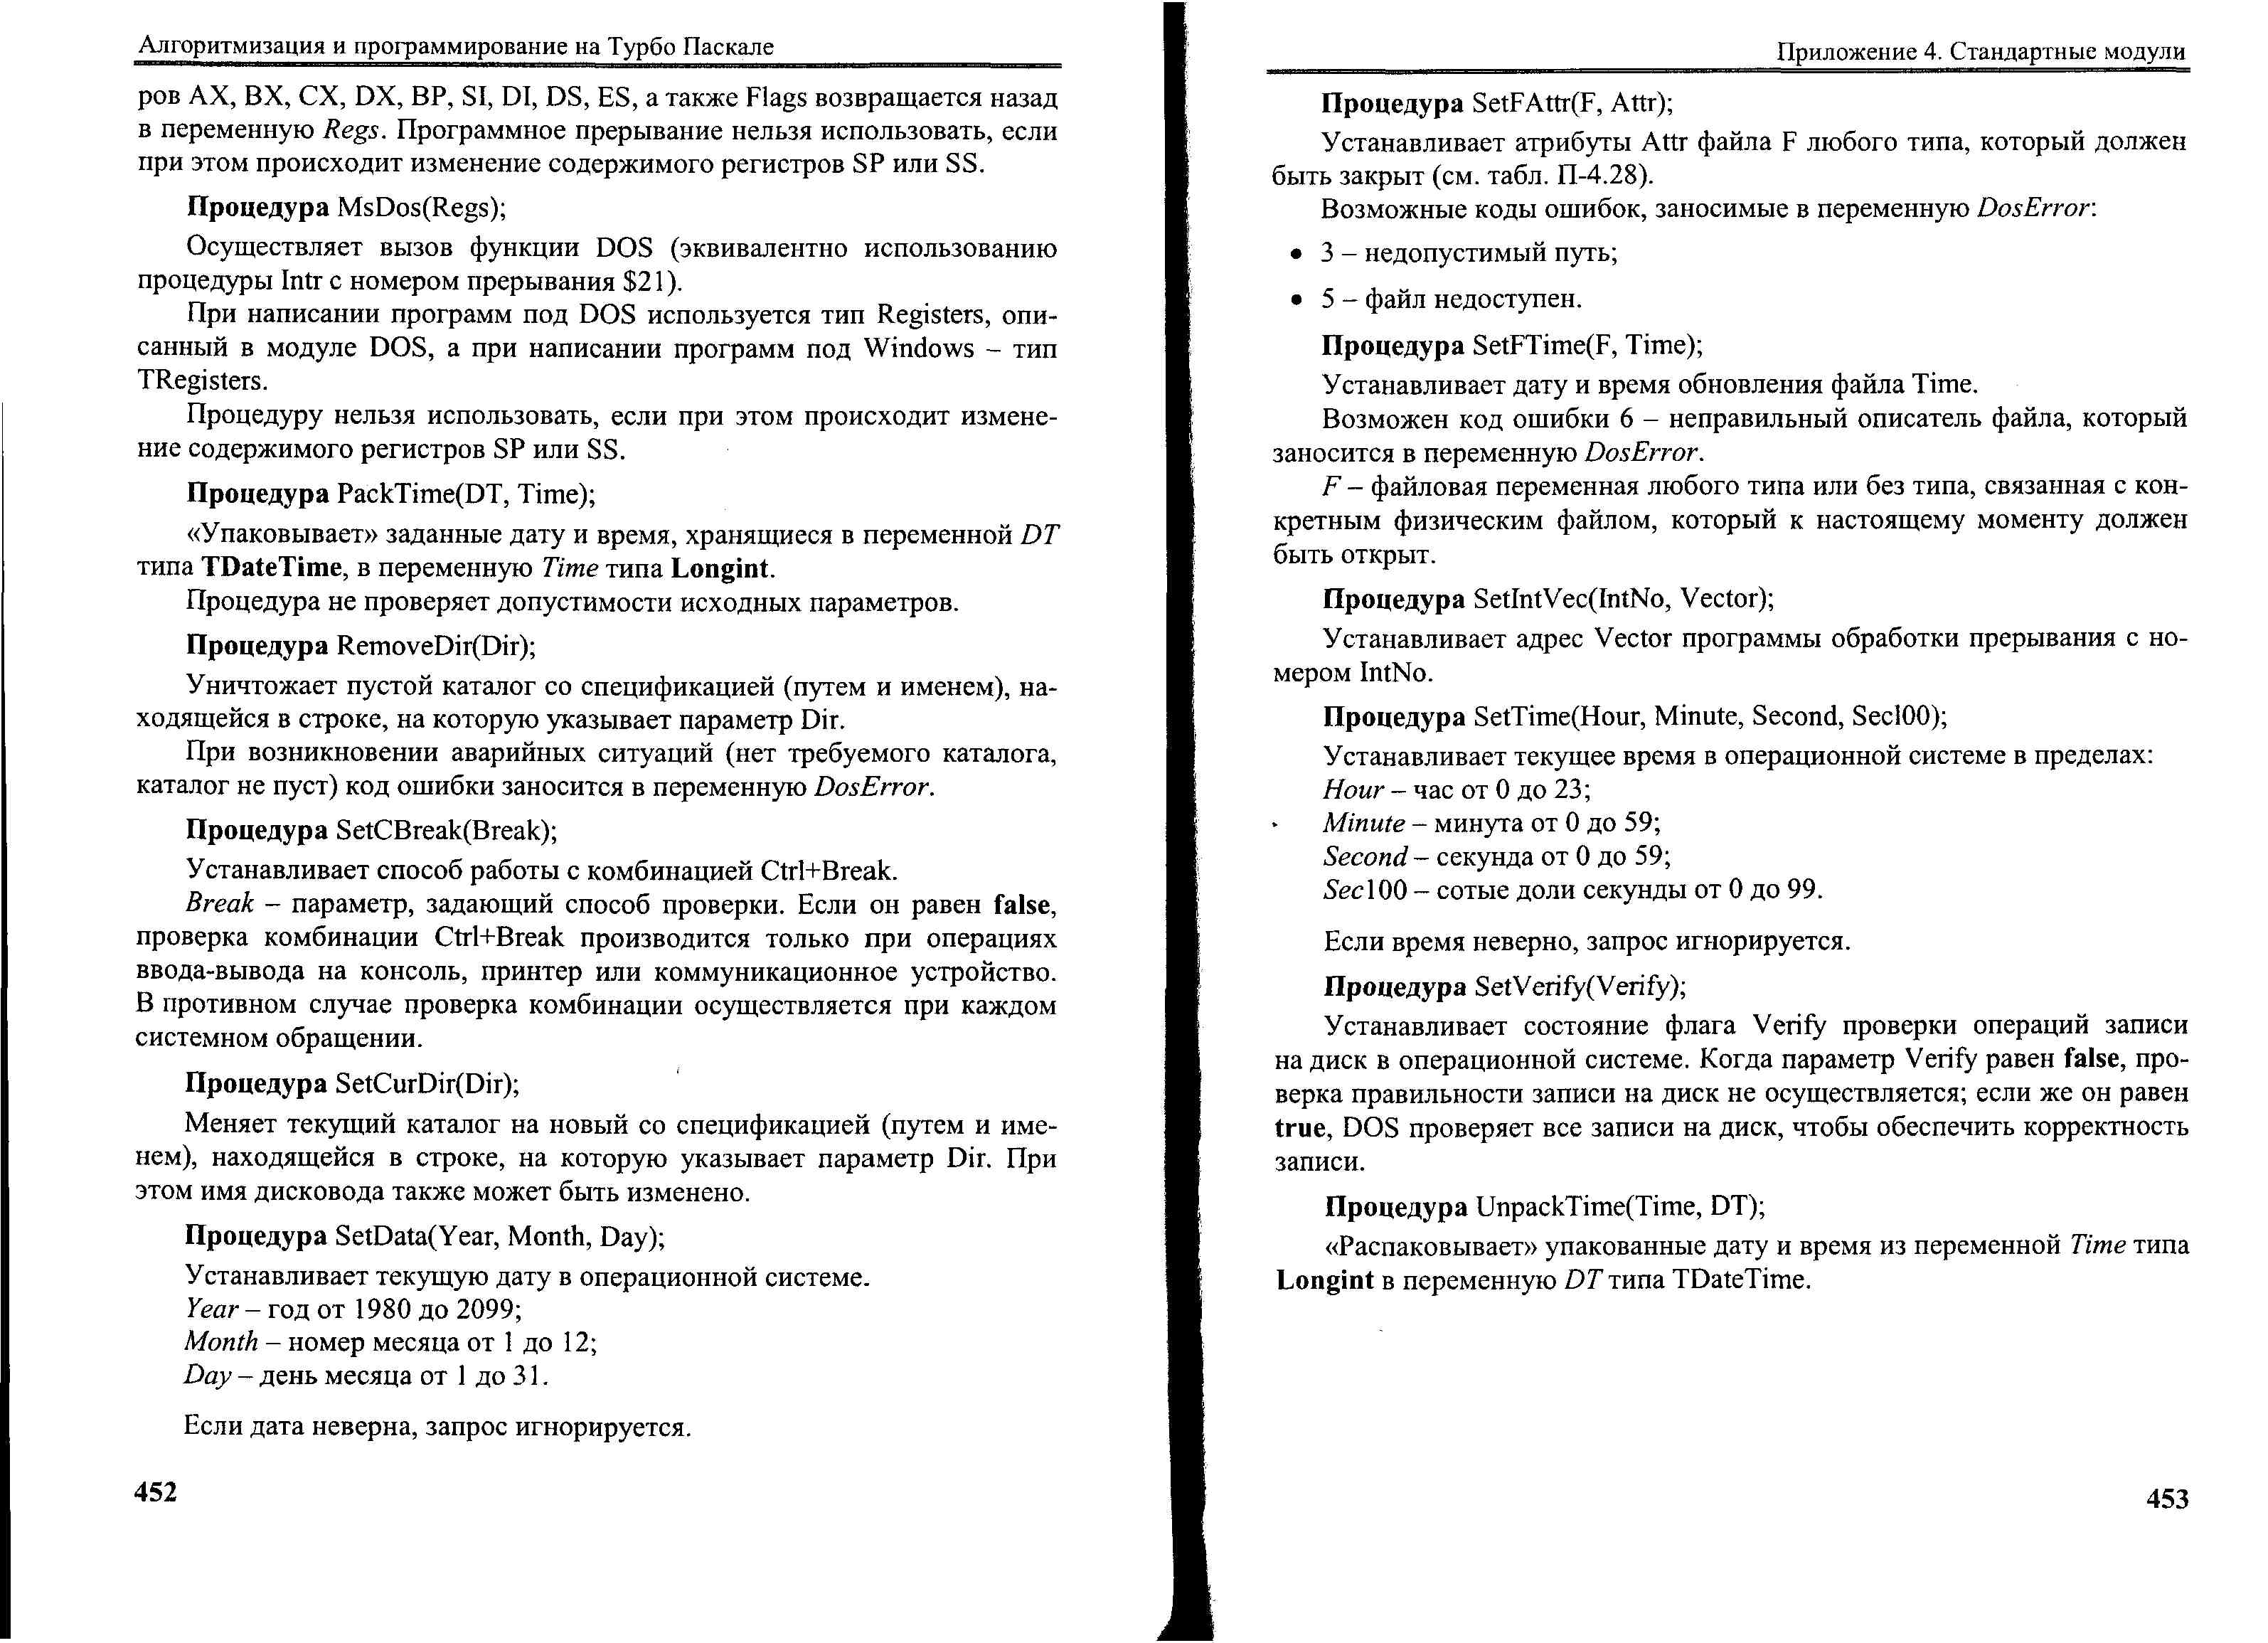 Алгоритмизация и программирование на Турбо Паскале
ров AX, BX, CX, DX, BP, SI, DI, DS, ES, а также Flags возвращается назад
в переменную Regs. Программное прерывание нельзя использовать, если
при этом происходит изменение содержимого регистров SP или SS.
Процедура MsDos(Regs);
Осуществляет вызов функции DOS (эквивалентно использованию
процедуры Intr с номером прерывания $21).
При написании программ под DOS используется тип Registers, опи-
санный в модуле DOS, а при написании программ под Windows – тип
TRegisters.
Процедуру нельзя использовать, если при этом происходит измене-
ние содержимого регистров SP или SS.
Процедура PackTime(DT, Time);
«Упаковывает» заданные дату и время, хранящиеся в переменной DT
типа TDateTime, в переменную Time типа Longint.
Процедура не проверяет допустимости исходных параметров.
Процедура RemoveDir(Dir);
Уничтожает пустой каталог со спецификацией (путем и именем), на-
ходящейся в строке, на которую указывает параметр Dir.
При возникновении аварийных ситуаций (нет требуемого каталога,
каталог не пуст) код ошибки заносится в переменную DosError.
Процедура SetCBreak(Break);
Устанавливает способ работы с комбинацией Ctrl+Break.
Break – параметр, задающий способ проверки. Если он равен false,
проверка комбинации Ctrl+Break производится только при операциях
ввода-вывода на консоль, принтер или коммуникационное устройство.
В противном случае проверка комбинации осуществляется при каждом
системном обращении.
Процедура SetCurDir(Dir);
Меняет текущий каталог на новый со спецификацией (путем и име-
нем), находящейся в строке, на которую указывает параметр Dir. При
этом имя дисковода также может быть изменено.
Процедура SetData(Year, Month, Day);
Устанавливает текущую дату в операционной системе.
Year – год от 1980 до 2099;
Month – номер месяца от 1 до 12;
Day – день месяца от 1 до 31.
Если дата неверна, запрос игнорируется.
452
Приложение 4. Стандартные модули
Процедура SetFAttr(F, Attr);
Устанавливает атрибуты Attr файла F любого типа, который должен
быть закрыт (см. табл. П-4.28).
Возможные коды ошибок, заносимые в переменную DosError:
• 3 – недопустимый путь;
• 5 – файл недоступен.
Процедура SetFTime(F, Time);
Устанавливает дату и время обновления файла Time.
Возможен код ошибки 6 – неправильный описатель файла, который
заносится в переменную DosError.
F – файловая переменная любого типа или без типа, связанная с кон-
кретным физическим файлом, который к настоящему моменту должен
быть открыт.
Процедура SetIntVec(IntNo, Vector);
Устанавливает адрес Vector программы обработки прерывания с но-
мером IntNo.
Процедура SetTime(Hour, Minute, Second, Secl00);
Устанавливает текущее время в операционной системе в пределах:
Hour – час от 0 до 23;
Minute – минута от 0 до 59;
Second – секунда от 0 до 59;
Sec100 – сотые доли секунды от 0 до 99.
Если время неверно, запрос игнорируется.
Процедура SetVerify(Verify);
Устанавливает состояние флага Verify проверки операций записи
на диск в операционной системе. Когда параметр Verify равен false, про-
верка правильности записи на диск не осуществляется; если же он равен
true, DOS проверяет все записи на диск, чтобы обеспечить корректность
записи.
Процедура UnpackTime(Time, DT);
«Распаковывает» упакованные дату и время из переменной Time типа
Longint в переменную DT типа TDateTime.
453